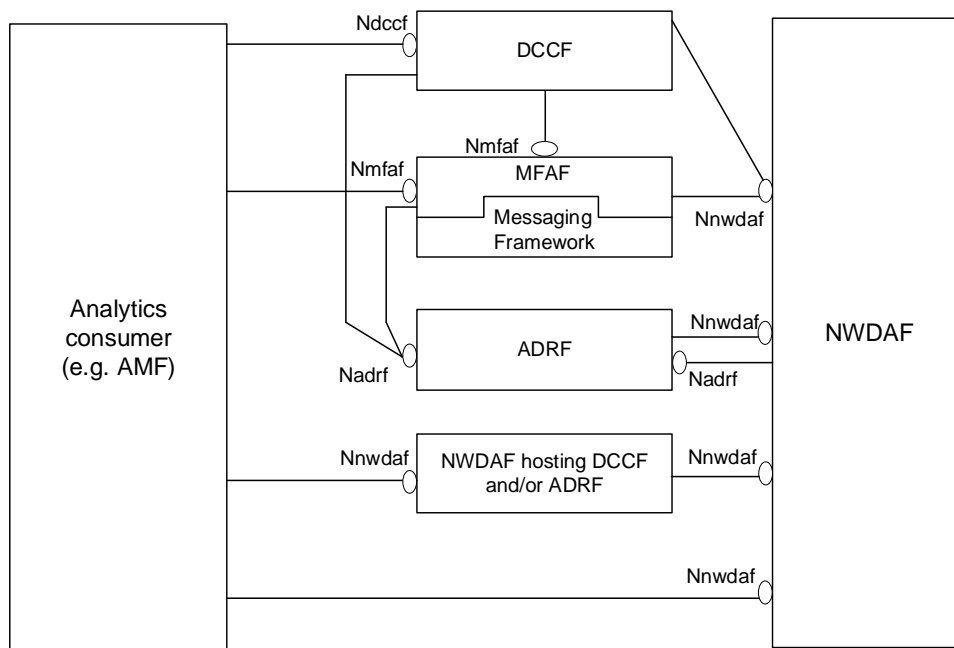 Ndccf
DCCF
Nmfaf
Nmfaf
MFAF
Messaging
Framework
Nnwdaf
Analytics
consumer
(e.g. AMF)
ADRF
Nnwdaf
NWDAF
Nadrf
Nadrf
Nnwdaf
NWDAF hosting DCCF
and/or ADRF
Nnwdaf
Nnwdaf